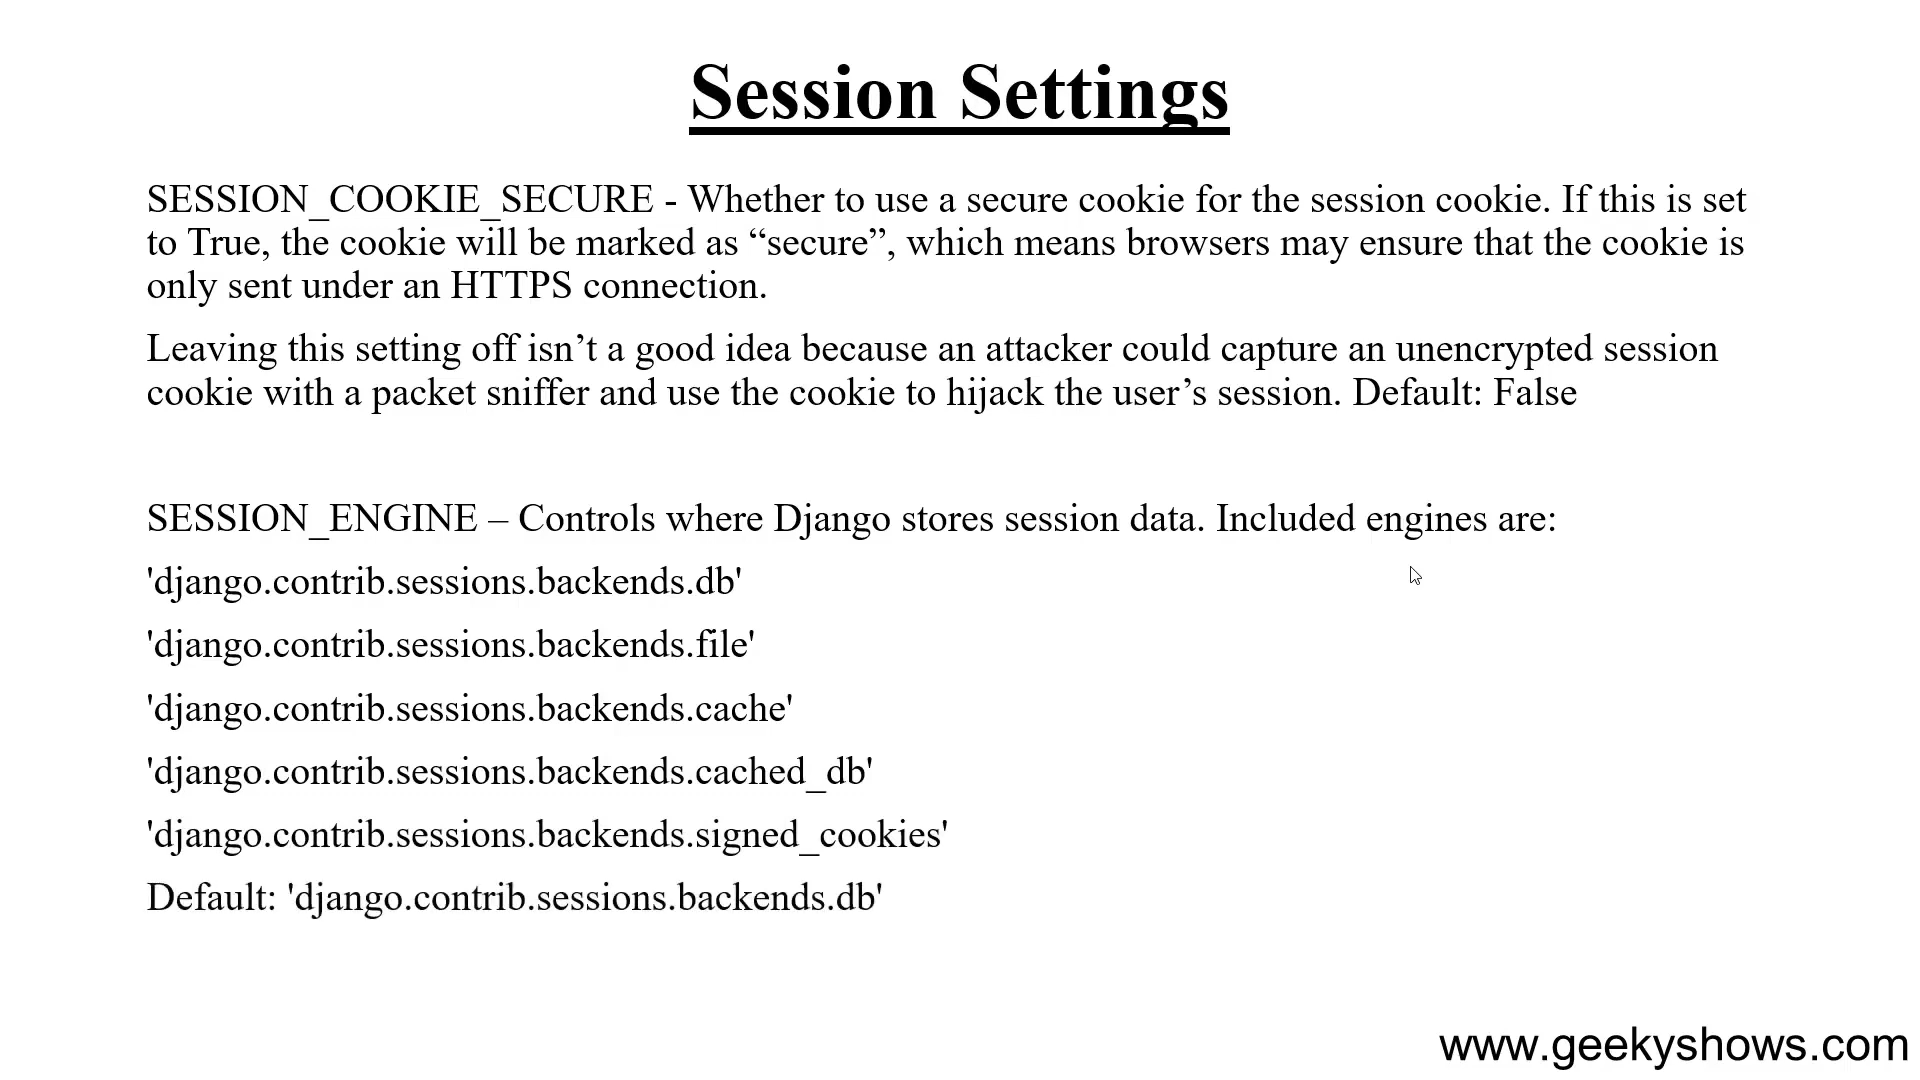 Session Settings
SESSION_COOKIE_SECURE - Whether to use a secure cookie for the session cookie. If this is set
to True, the cookie will be marked as “secure”, which means browsers may ensure that the cookie is
only sent under an HTTPS connection.
Leaving this setting off isn’t a good idea because an attacker could capture an unencrypted session
cookie with a packet sniffer and use the cookie to hijack the user’s session. Default: False
SESSION_ENGINE – Controls where Django stores session data. Included engines are:
'django.contrib.sessions.backends.db'
'django.contrib.sessions.backends.file'
'django.contrib.sessions.backends.cache'
'django.contrib.sessions.backends.cached_db'
'django.contrib.sessions.backends.signed_cookies'
Default: 'django.contrib.sessions.backends.db'
www.geekyshows.com